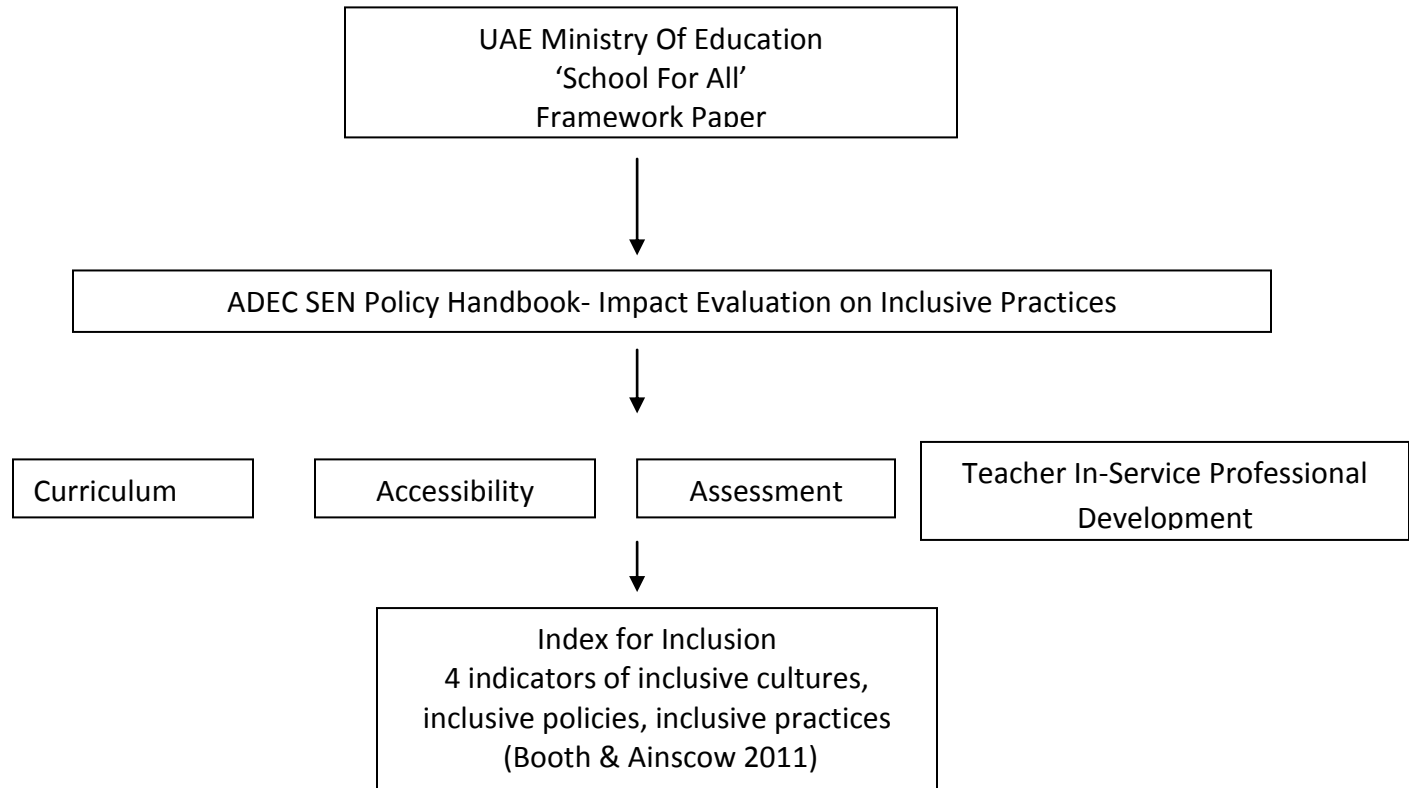 UAE Ministry Of Education
‘School For All’
Framework Paper
ADEC SEN Policy Handbook- Impact Evaluation on Inclusive Practices
Curriculum
Accessibility
Assessment
Teacher In-Service Professional
Development
Index for Inclusion
4 indicators of inclusive cultures,
inclusive policies, inclusive practices
(Booth & Ainscow 2011)